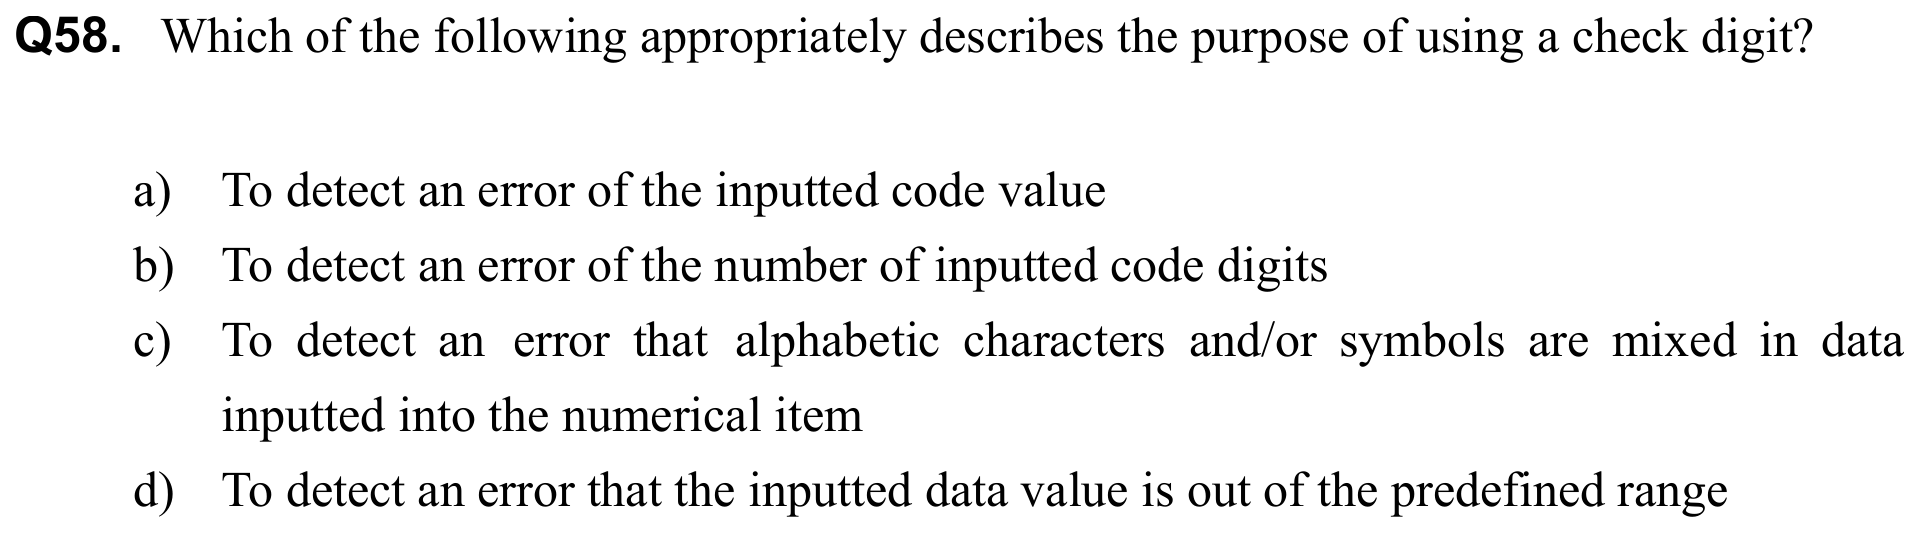 Q58. Which of the following appropriately describes the purpose of using a check digit?
a) To detect an error of the inputted code value
b) To detect an error of the number of inputted code digits
c) To detect an error that alphabetic characters and/or symbols are mixed in data
inputted into the numerical item
d) To detect an error that the inputted data value is out of the predefined range